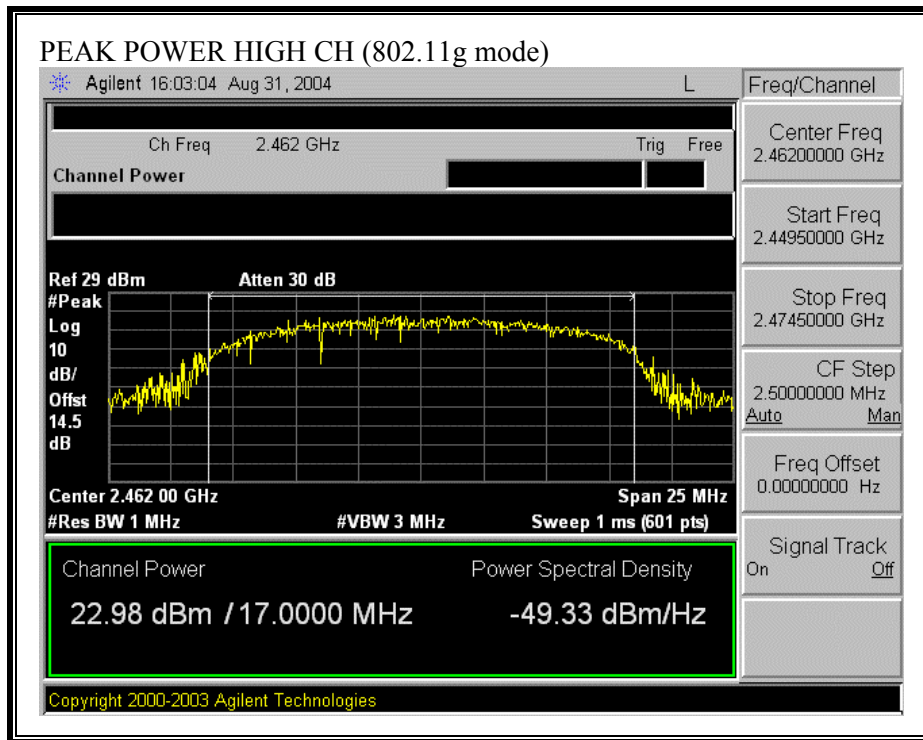 PEAK POWER HIGH CH (802.11g mode)
Agilent 16:03:04 Aug 31, 2004 L
Freq/Channel
Ch Freq 2.462 GHz Trig Free
Channel Power
Center Freq
2.46200000 GHz
Start Freq
2.44950000 GHz
Stop Freq
2.47450000 GHz
CF Step
2.50000000 MHz
Auto Man
Freq Offset
0.00000000 Hz
Signal Track
On Off
Ref 29 dBm Atten 30 dB
#Peak
Log
10
dB/
Offst
14.5
dB
Center 2.462 00 GHz Span 25 MHz
#Res BW 1 MHz #VBW 3 MHz Sweep 1 ms (601 pts)
Channel Power Power Spectral Density
22.98 dBm / 17.0000 MHz -49.33 dBm/Hz
Copyright 2000-2003 Agilent Technologies